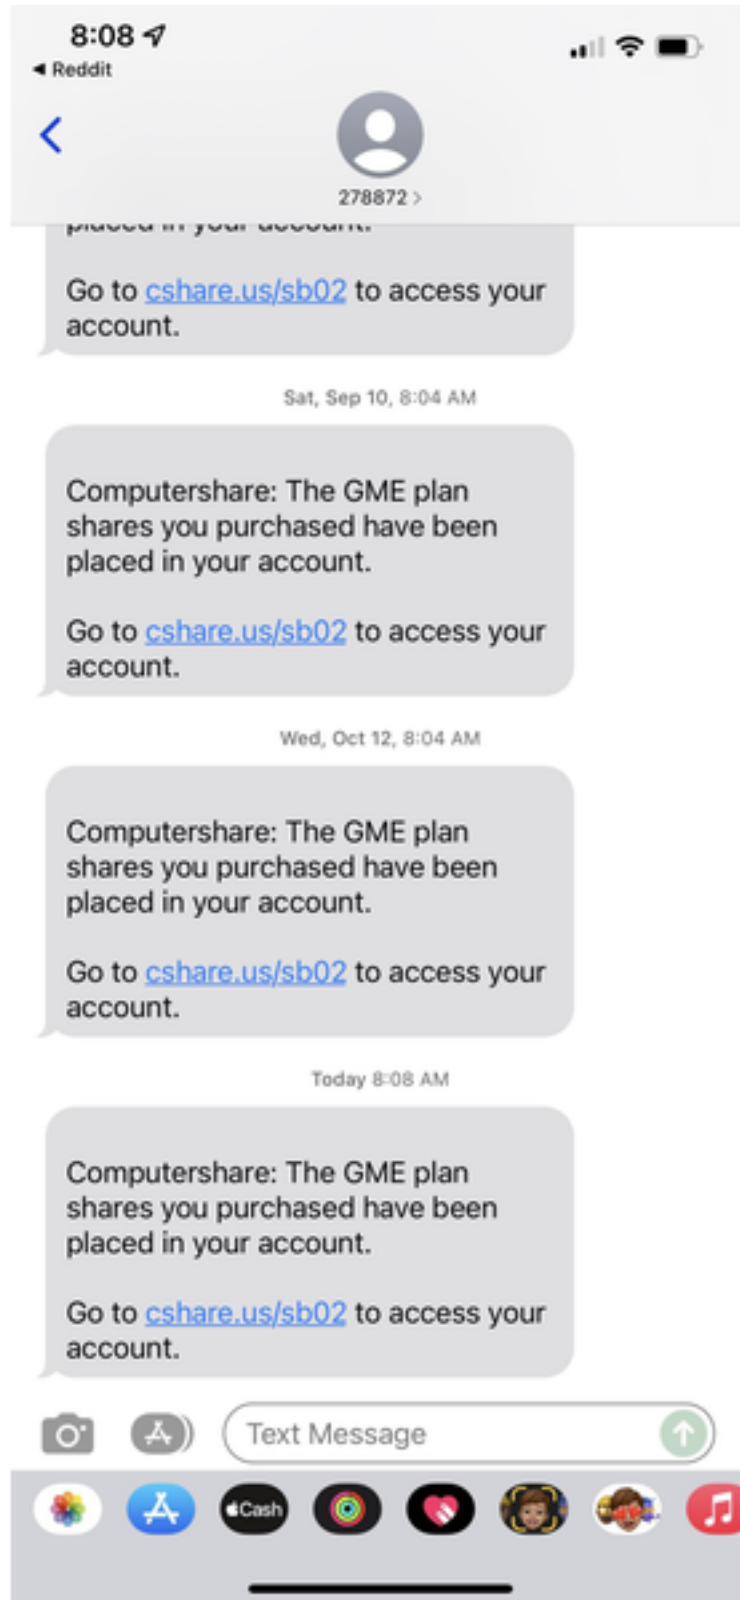 8:08
◀ Reddit
278872 >
placed in your account.
Go to cshare.us/sb02 to access your
account.
Sat, Sep 10, 8:04 AM
Computershare: The GME plan
shares you purchased have been
placed in your account.
Go to cshare.us/sb02 to access your
account.
Wed, Oct 12, 8:04 AM
Computershare: The GME plan
shares you purchased have been
placed in your account.
Go to cshare.us/sb02 to access your
account.
Today 8:08 AM
Computershare: The GME plan
shares you purchased have been
placed in your account.
Go to cshare.us/sb02 to access your
account.
Text Message
Cash